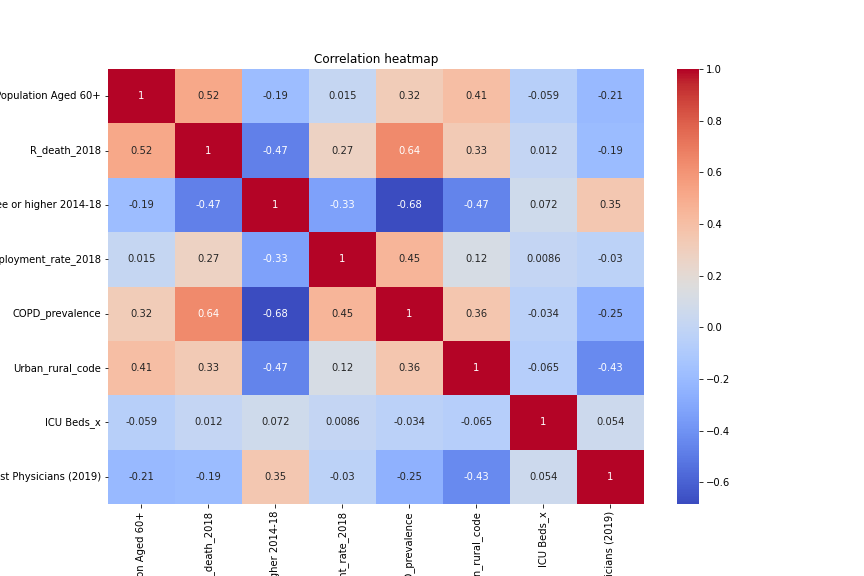 Correlation heatmap
Population Aged 60+ 1 0.52 -0.19 0.015 0.32 0.41 -0.059 -0.21
R_death_2018 0.52 1 -0.47 0.27 0.64 0.33 0.012 -0.19
ee or higher 2014-18 -0.19 -0.47 1 -0.33 -0.68 -0.47 0.072 0.35
ployment_rate_2018 0.015 0.27 -0.33 1 0.45 0.12 0.0086 -0.03
COPD_prevalence 0.32 0.64 -0.68 0.45 1 0.36 -0.034 -0.25
Urban_rural_code 0.41 0.33 -0.47 0.12 0.36 1 -0.065 -0.43
ICU Beds_x -0.059 0.012 0.072 0.0086 -0.034 -0.065 1 0.054
st Physicians (2019) -0.21 -0.19 0.35 -0.03 -0.25 -0.43 0.054 1
on Aged 60+
_death_2018
gher 2014-18
nt_rate_2018
D_prevalence
n_rural_code
ICU Beds_x
icians (2019)
1.0
0.8
0.6
0.4
0.2
0.0
−0.2
−0.4
−0.6